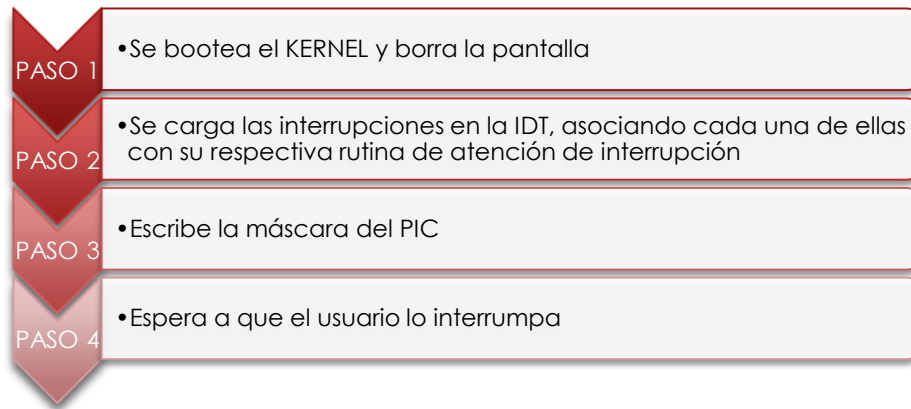 PASO 1
•Se bootea el KERNEL y borra la pantalla
PASO 2
•Se carga las interrupciones en la IDT, asociando cada una de ellas
con su respectiva rutina de atención de interrupción
PASO 3
•Escribe la máscara del PIC
PASO 4
•Espera a que el usuario lo interrumpa